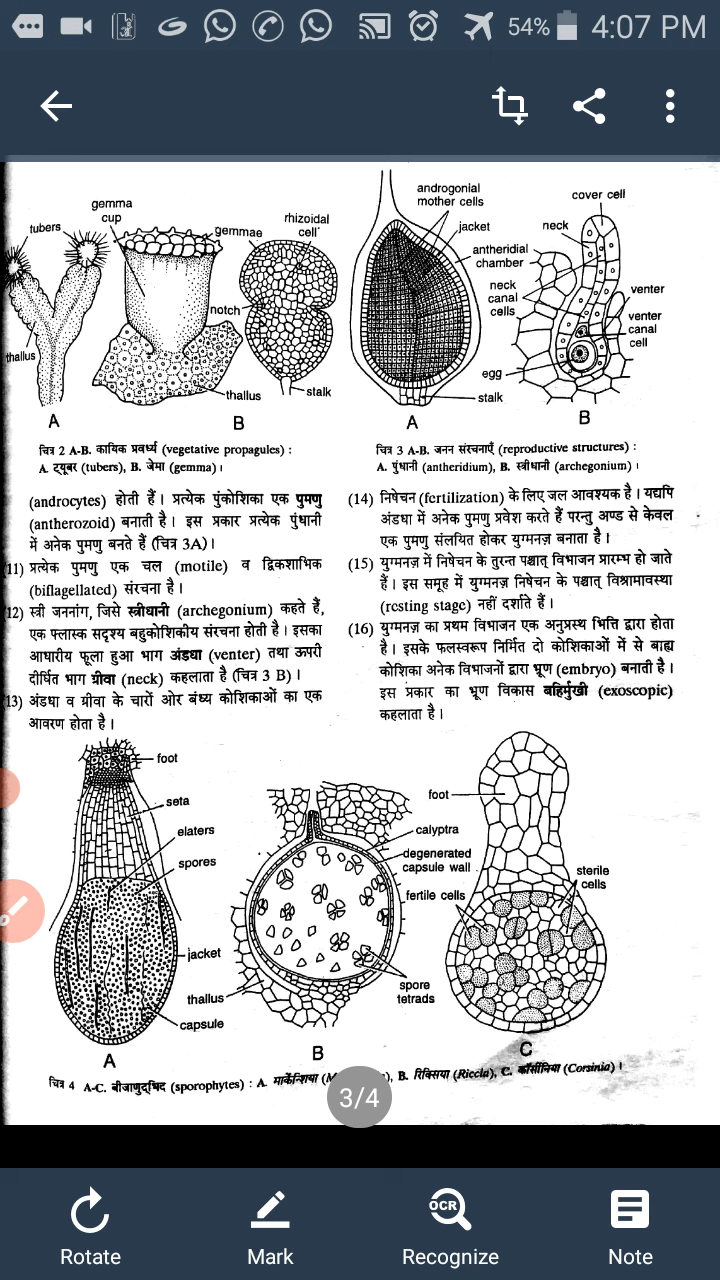 54% 4:07 PM
gemma
cup
tubers
gemmae
rhizoidal
cell
notch
thallus
thallus
stalk
A
B
androgonial
mother cells
jacket
antheridial
chamber
neck
canal
cells
egg
stalk
cover cell
neck
venter
venter
canal
cell
A
B
चित्र 2 A-B. कायिक प्रवर्ध्य (vegetative propagules) :
A. ट्यूबर (tubers), B. जेमा (gemma)।
चित्र 3 A-B. जनन संरचनाएँ (reproductive structures) :
A. पुंधानी (antheridium), B. स्त्रीधानी (archegonium)।
(androcytes) होती हैं। प्रत्येक पुंकोशिका एक पुमणु
(antherozoid) बनाती है। इस प्रकार प्रत्येक पुंधानी
में अनेक पुमणु बनते हैं (चित्र 3A)।
11) प्रत्येक पुमणु एक चल (motile) व द्विकशाभिक
(biflagellated) संरचना है।
12) स्त्री जननांग, जिसे स्त्रीधानी (archegonium) कहते हैं,
एक फ्लास्क सदृश्य बहुकोशिकीय संरचना होती है। इसका
आधारीय फूला हुआ भाग अंडधा (venter) तथा ऊपरी
दीर्घित भाग ग्रीवा (neck) कहलाता है (चित्र 3 B)।
13) अंडधा व ग्रीवा के चारों ओर बंध्य कोशिकाओं का एक
आवरण होता है।
(14) निषेचन (fertilization) के लिए जल आवश्यक है। यद्यपि
अंडधा में अनेक पुमणु प्रवेश करते हैं परन्तु अण्ड से केवल
एक पुमणु संलयित होकर युग्मनज़ बनाता है।
(15) युग्मनज़ में निषेचन के तुरन्त पश्चात् विभाजन प्रारम्भ हो जाते
हैं। इस समूह में युग्मनज़ निषेचन के पश्चात् विश्रामावस्था
(resting stage) नहीं दर्शाते हैं।
(16) युग्मनज़ का प्रथम विभाजन एक अनुप्रस्थ भित्ति द्वारा होता
है। इसके फलस्वरूप निर्मित दो कोशिकाओं में से बाह्य
कोशिका अनेक विभाजनों द्वारा भ्रूण (embryo) बनाती है।
इस प्रकार का भ्रूण विकास बहिर्मुखी (exoscopic)
कहलाता है।
foot
seta
elaters
spores
jacket
capsule
A
calyptra
degenerated
capsule wall
fertile cells
thallus
spore
tetrads
B
foot
sterile
cells
C
चित्र 4 A-C. बीजाणुद्भिद (sporophytes) : A. मार्केन्शिया (M ), B. रिक्सिया (Riccia), C. कॉर्सीनिया (Corsinia)।
3/4
OCR
Rotate Mark Recognize Note